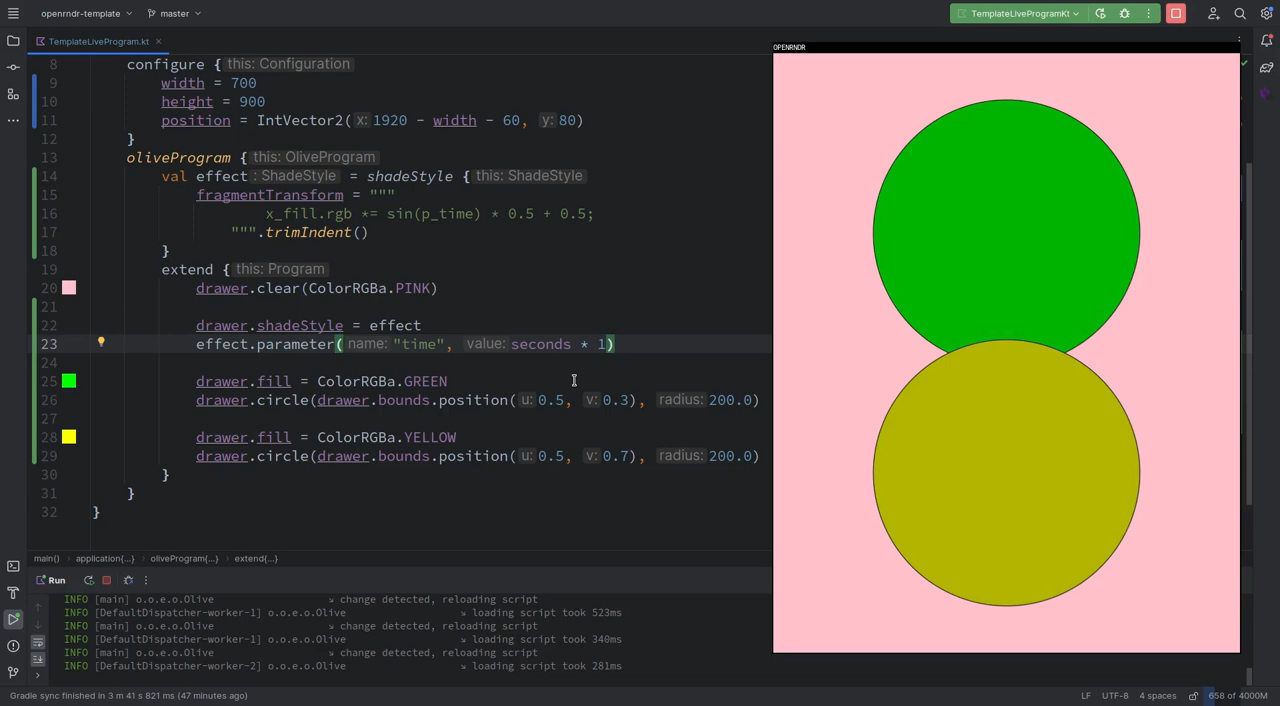 openrndr-template master TemplateLiveProgramKt
TemplateLiveProgram.kt
OPENRNDR
8 configure { this: Configuration
9 width = 700
10 height = 900
11 position = IntVector2( x: 1920 - width - 60, y: 80)
12 }
13 oliveProgram { this: OliveProgram
14 val effect : ShadeStyle = shadeStyle { this: ShadeStyle
15 fragmentTransform = """
16 x_fill.rgb *= sin(p_time) * 0.5 + 0.5;
17 """.trimIndent()
18 }
19 extend { this: Program
20 drawer.clear(ColorRGBa.PINK)
21
22 drawer.shadeStyle = effect
23 effect.parameter( name: "time", value: seconds * 1)
24
25 drawer.fill = ColorRGBa.GREEN
26 drawer.circle(drawer.bounds.position( u: 0.5, v: 0.3), radius: 200.0)
27
28 drawer.fill = ColorRGBa.YELLOW
29 drawer.circle(drawer.bounds.position( u: 0.5, v: 0.7), radius: 200.0)
30 }
31 }
32 }
main() application{...} oliveProgram{...} extend{...}
Run
INFO [main] o.o.e.o.Olive ↘ change detected, reloading script
INFO [DefaultDispatcher-worker-1] o.o.e.o.Olive ↘ loading script took 523ms
INFO [main] o.o.e.o.Olive ↘ change detected, reloading script
INFO [DefaultDispatcher-worker-1] o.o.e.o.Olive ↘ loading script took 340ms
INFO [main] o.o.e.o.Olive ↘ change detected, reloading script
INFO [DefaultDispatcher-worker-2] o.o.e.o.Olive ↘ loading script took 281ms
Gradle sync finished in 3 m 41 s 821 ms (47 minutes ago) LF UTF-8 4 spaces 658 of 4000M